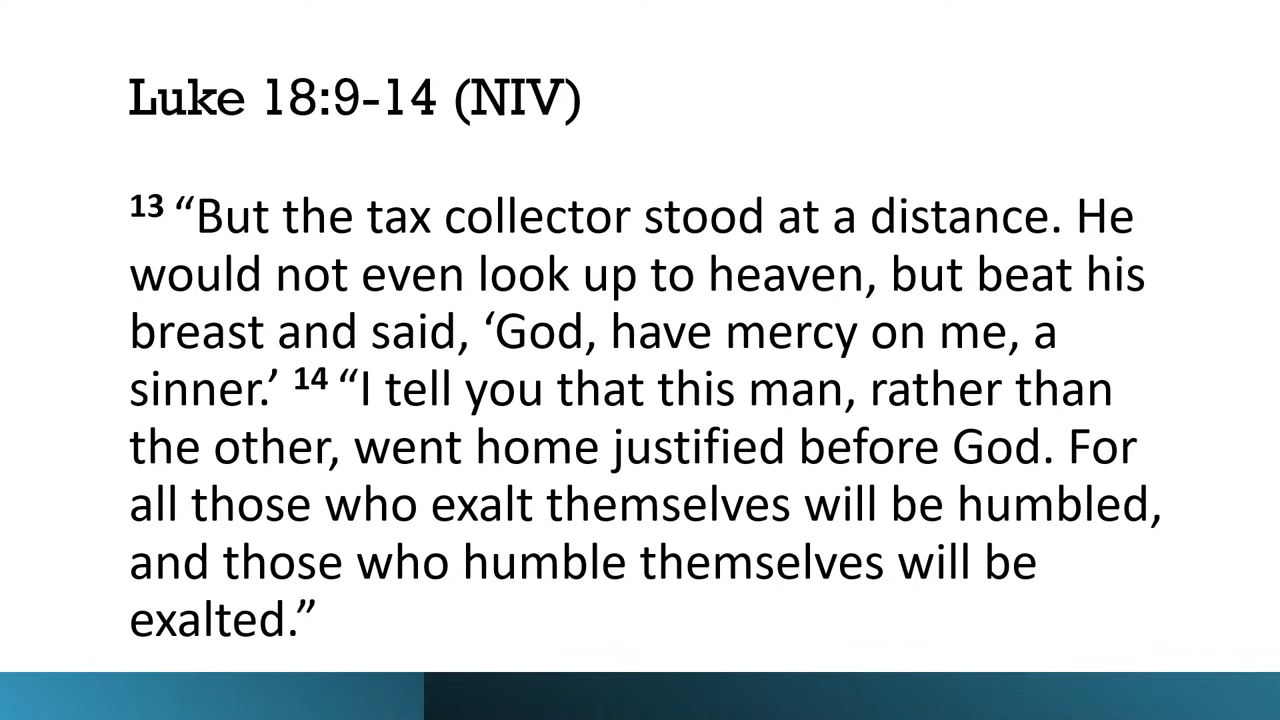 Luke 18:9-14 (NIV)
13 “But the tax collector stood at a distance. He
would not even look up to heaven, but beat his
breast and said, ‘God, have mercy on me, a
sinner.’ 14 “I tell you that this man, rather than
the other, went home justified before God. For
all those who exalt themselves will be humbled,
and those who humble themselves will be
exalted.”